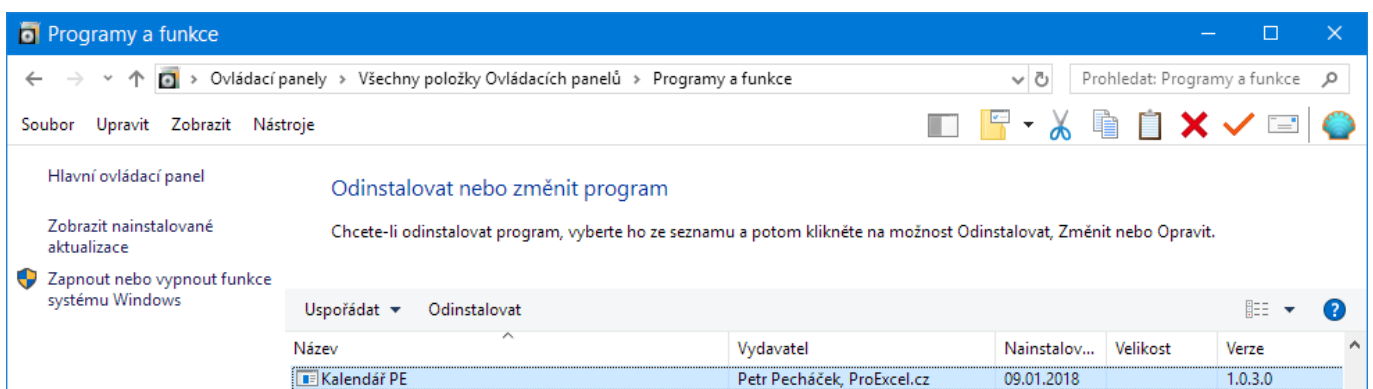 Programy a funkce
Ovládací panely › Všechny položky Ovládacích panelů › Programy a funkce
Prohledat: Programy a funkce
Soubor Upravit Zobrazit Nástroje
Hlavní ovládací panel
Zobrazit nainstalované
aktualizace
Zapnout nebo vypnout funkce
systému Windows
Odinstalovat nebo změnit program
Chcete-li odinstalovat program, vyberte ho ze seznamu a potom klikněte na možnost Odinstalovat, Změnit nebo Opravit.
Uspořádat Odinstalovat
Název Vydavatel Nainstalov... Velikost Verze
Kalendář PE Petr Pecháček, ProExcel.cz 09.01.2018 1.0.3.0